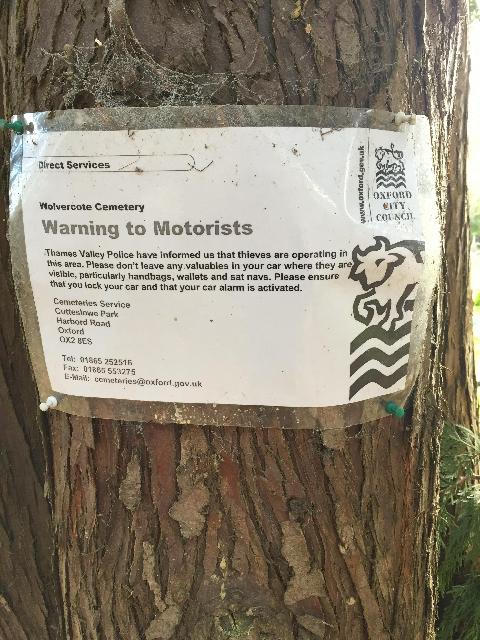 Direct Services
www.oxford.gov.uk
OXFORD
CITY
COUNCIL
Wolvercote Cemetery
Warning to Motorists
Thames Valley Police have informed us that thieves are operating in
this area. Please don't leave any valuables in your car where they are
visible, particularly handbags, wallets and sat navs. Please ensure
that you lock your car and that your car alarm is activated.
Cemeteries Service
Cutteslowe Park
Harbord Road
Oxford
OX2 8ES
Tel: 01865 252516
Fax: 01865 553275
E-Mail: cemeteries@oxford.gov.uk